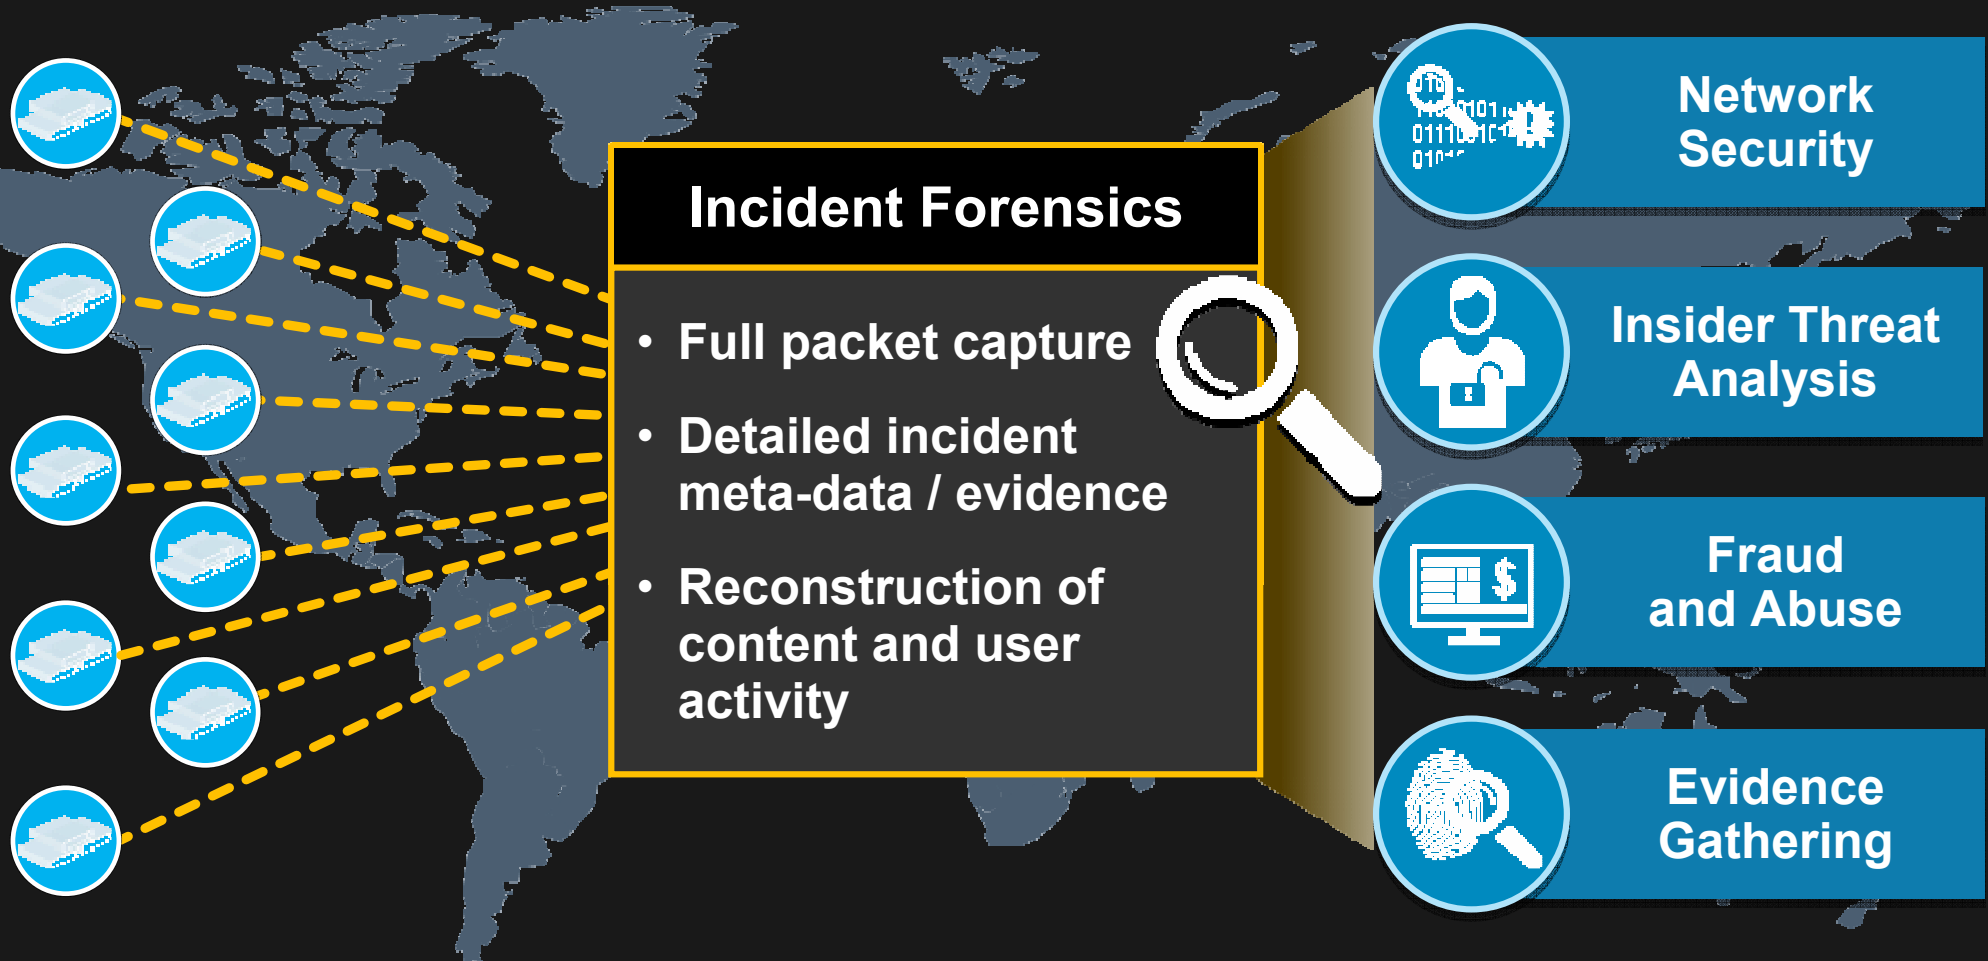 Incident Forensics
• Full packet capture
• Detailed incident
meta-data / evidence
• Reconstruction of
content and user
activity
Network
Security
Insider Threat
Analysis
Fraud
and Abuse
$
Evidence
Gathering